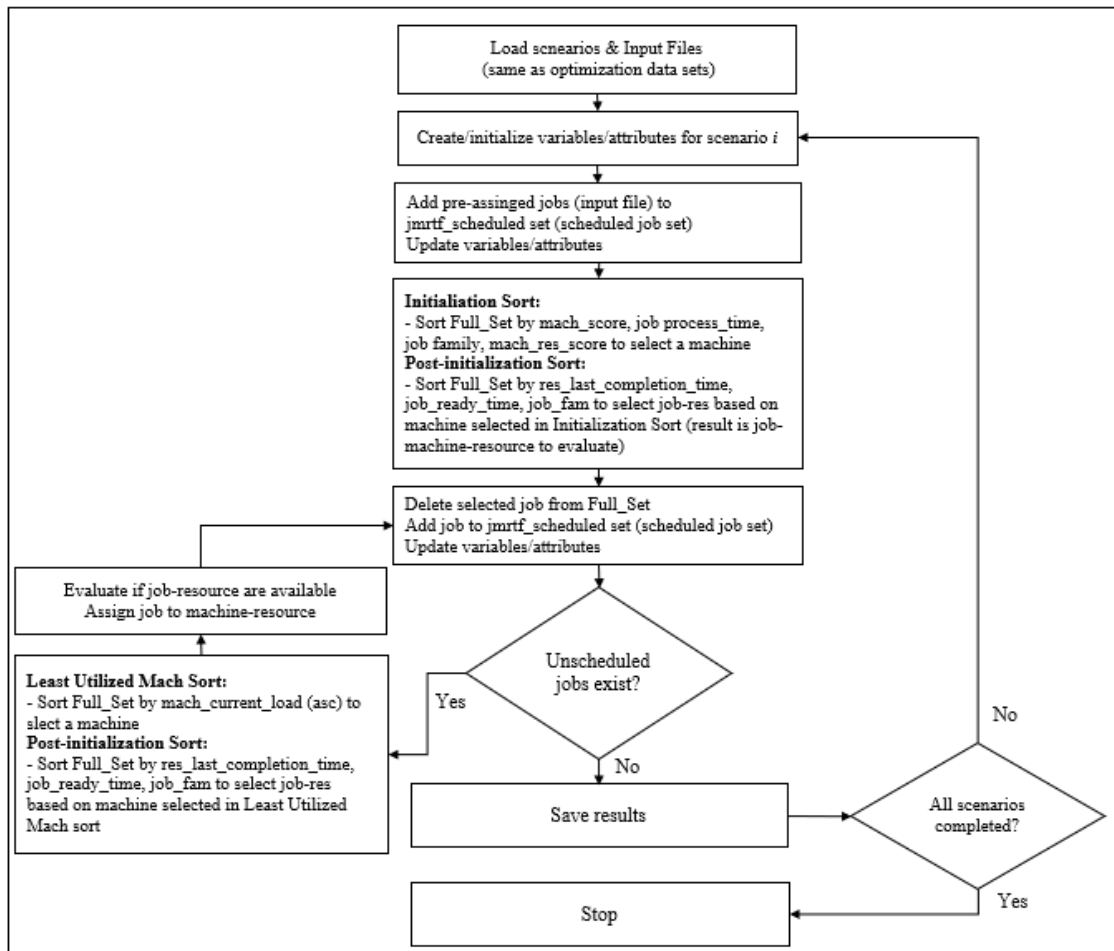 Load scnearios & Input Files
(same as optimization data sets)
Create/initialize variables/attributes for scenario i
Add pre-assinged jobs (input file) to
jmrtf_scheduled set (scheduled job set)
Update variables/attributes
Initialiation Sort:
- Sort Full_Set by mach_score, job process_time,
job family, mach_res_score to select a machine
Post-initialization Sort:
- Sort Full_Set by res_last_completion_time,
job_ready_time, job_fam to select job-res based on
machine selected in Initialization Sort (result is job-
machine-resource to evaluate)
Delete selected job from Full_Set
Add job to jmrtf_scheduled set (scheduled job set)
Update variables/attributes
Evaluate if job-resource are available
Assign job to machine-resource
Unscheduled
jobs exist?
Yes
No
Least Utilized Mach Sort:
- Sort Full_Set by mach_current_load (asc) to
slect a machine
Post-initialization Sort:
- Sort Full_Set by res_last_completion_time,
job_ready_time, job_fam to select job-res
based on machine selected in Least Utilized
Mach sort
Save results
All scenarios
completed?
No
Yes
Stop